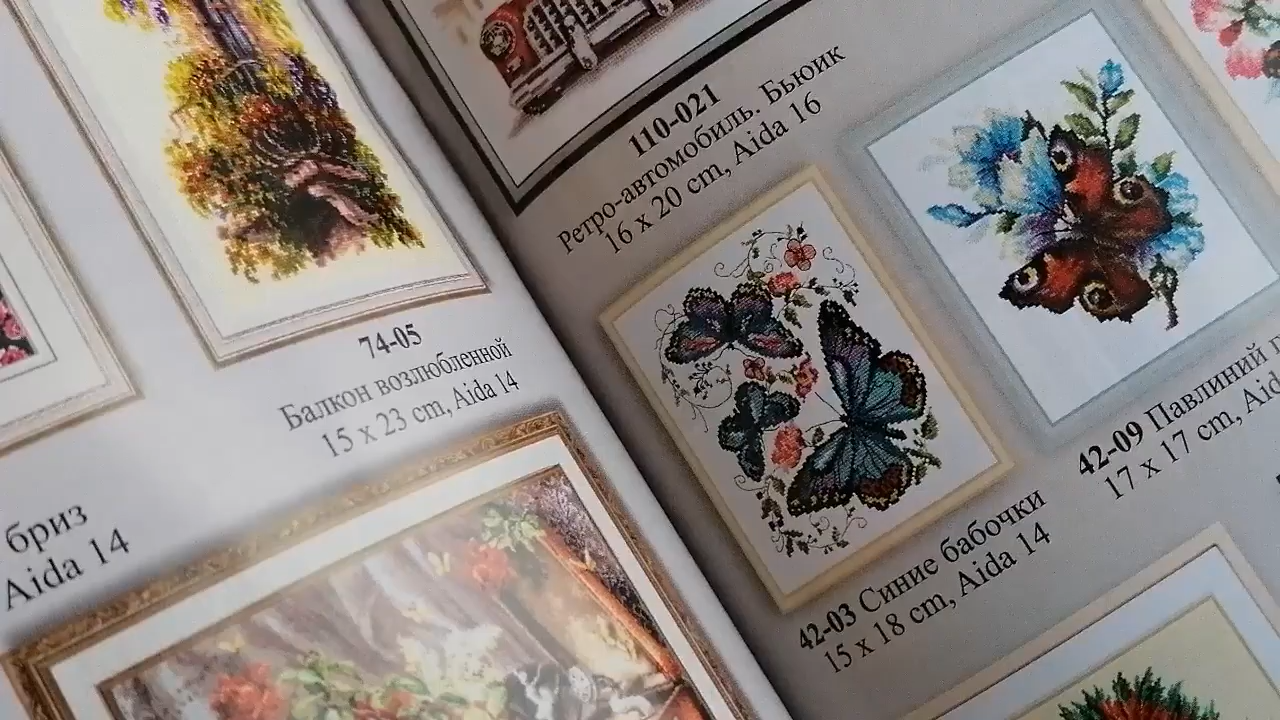 74-05
Балкон возлюбленной
15 x 23 cm, Aida 14
бриз
Aida 14
110-021
Ретро-автомобиль. Бьюик
16 x 20 cm, Aida 16
42-03 Синие бабочки
15 x 18 cm, Aida 14
42-09 Павлиний
17 x 17 cm,